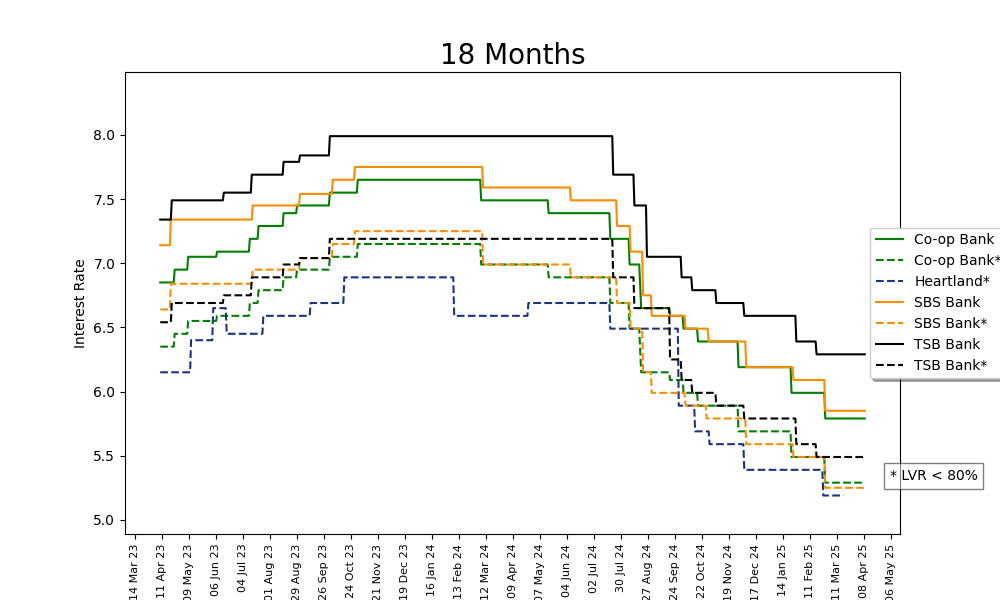 18 Months
Interest Rate
8.0
7.5
7.0
6.5
6.0
5.5
5.0
14 Mar 23
11 Apr 23
09 May 23
06 Jun 23
04 Jul 23
01 Aug 23
29 Aug 23
26 Sep 23
24 Oct 23
21 Nov 23
19 Dec 23
16 Jan 24
13 Feb 24
12 Mar 24
09 Apr 24
07 May 24
04 Jun 24
02 Jul 24
30 Jul 24
27 Aug 24
24 Sep 24
22 Oct 24
19 Nov 24
17 Dec 24
14 Jan 25
11 Feb 25
11 Mar 25
08 Apr 25
06 May 25
Co-op Bank
Co-op Bank*
Heartland*
SBS Bank
SBS Bank*
TSB Bank
TSB Bank*
* LVR < 80%